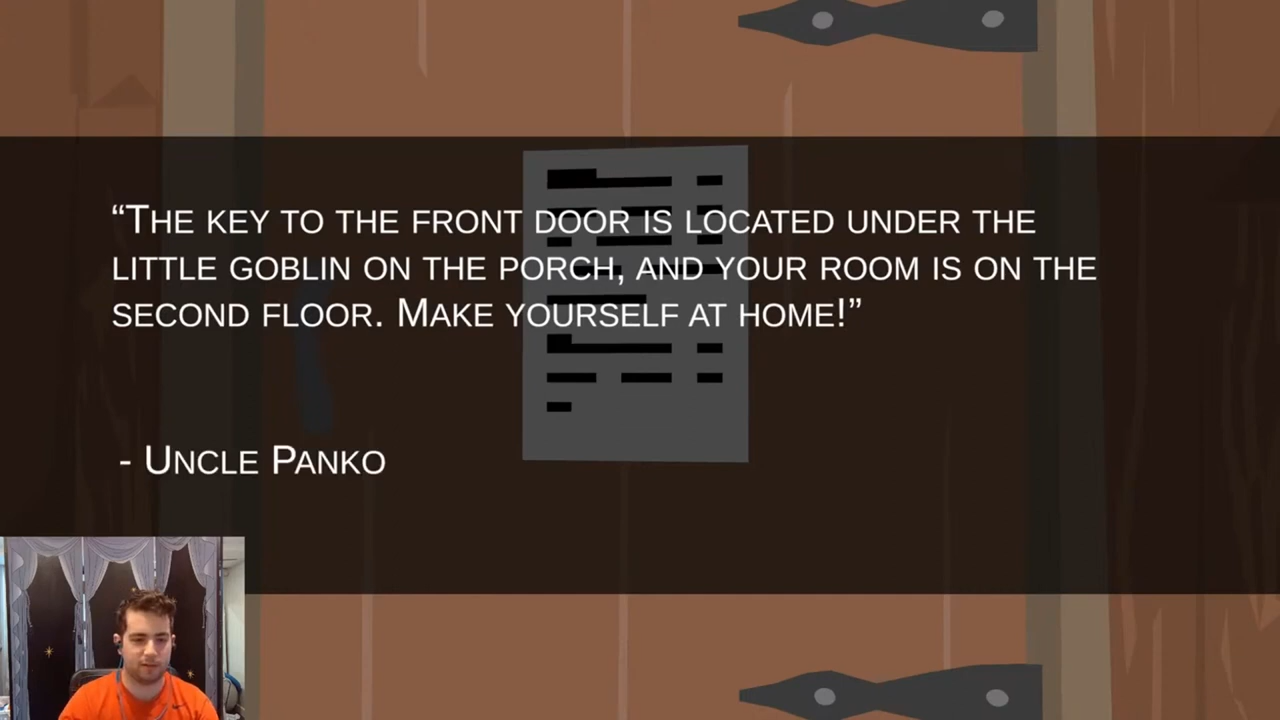 “The key to the front door is located under the
little goblin on the porch, and your room is on the
second floor. Make yourself at home!”
- Uncle Panko